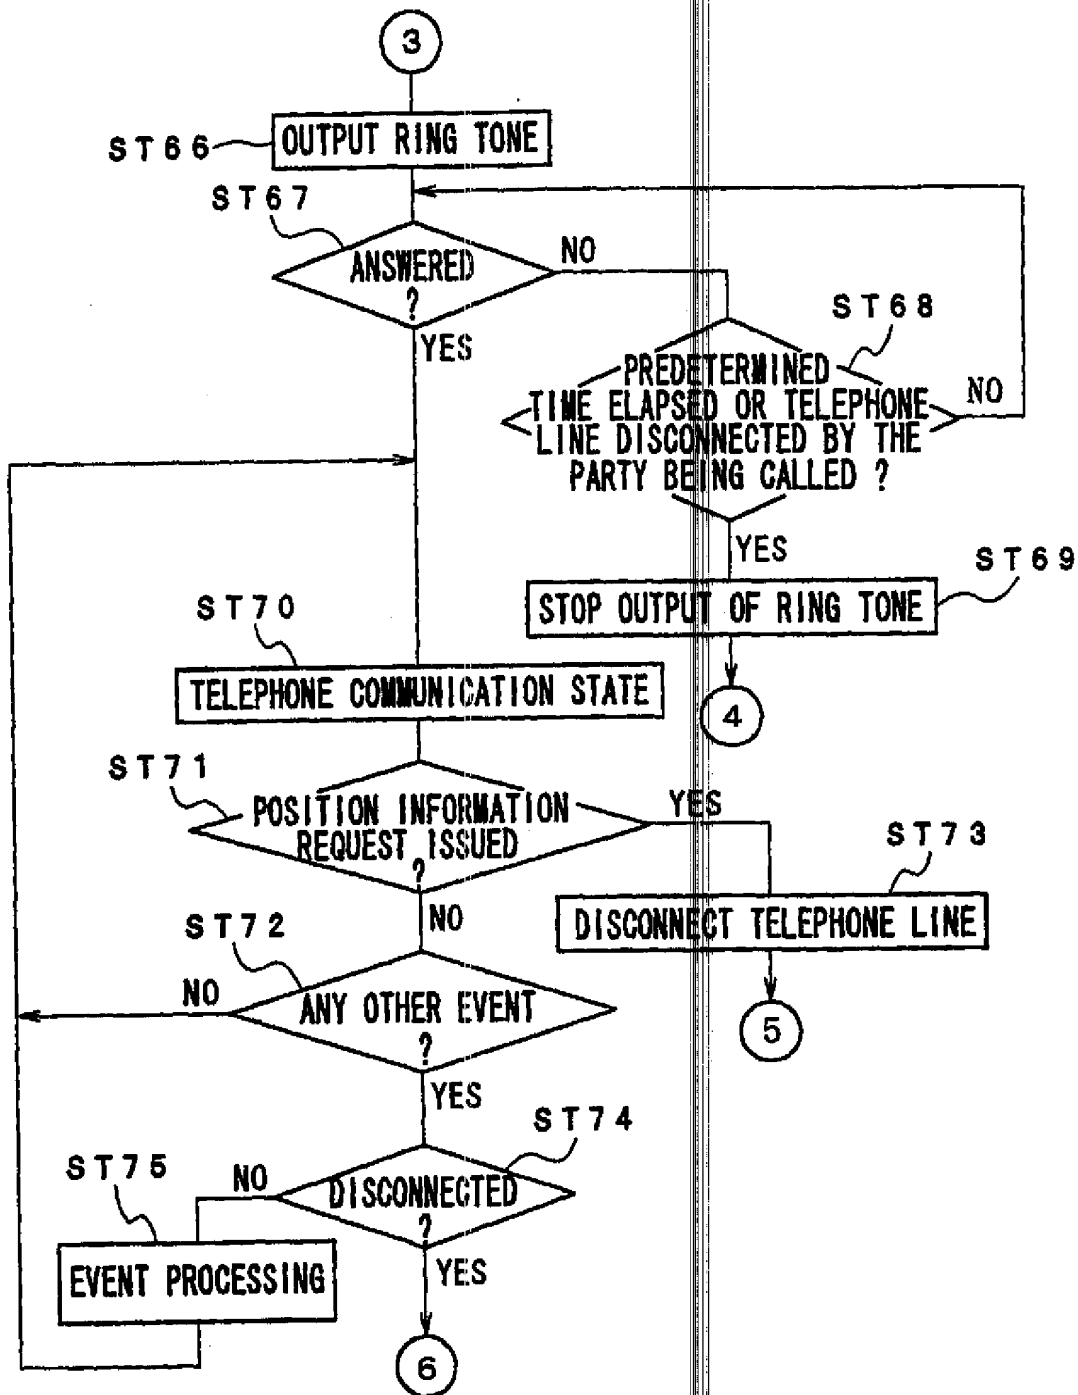 3
ST66
OUTPUT RING TONE
ST67
ANSWERED
?
NO
YES
ST68
PREDETERMINED
TIME ELAPSED OR TELEPHONE
LINE DISCONNECTED BY THE
PARTY BEING CALLED ?
NO
YES
ST69
STOP OUTPUT OF RING TONE
4
ST70
TELEPHONE COMMUNICATION STATE
ST71
POSITION INFORMATION
REQUEST ISSUED
?
YES
NO
ST73
DISCONNECT TELEPHONE LINE
5
ST72
ANY OTHER EVENT
?
NO
YES
ST74
DISCONNECTED
?
NO
YES
ST75
EVENT PROCESSING
6